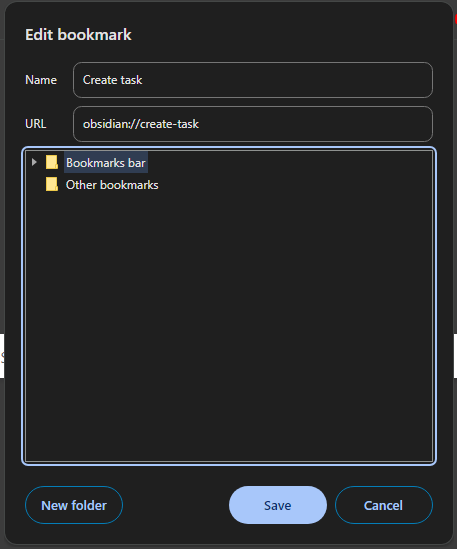 Edit bookmark
Name Create task
URL obsidian://create-task
Bookmarks bar
Other bookmarks
New folder Save Cancel